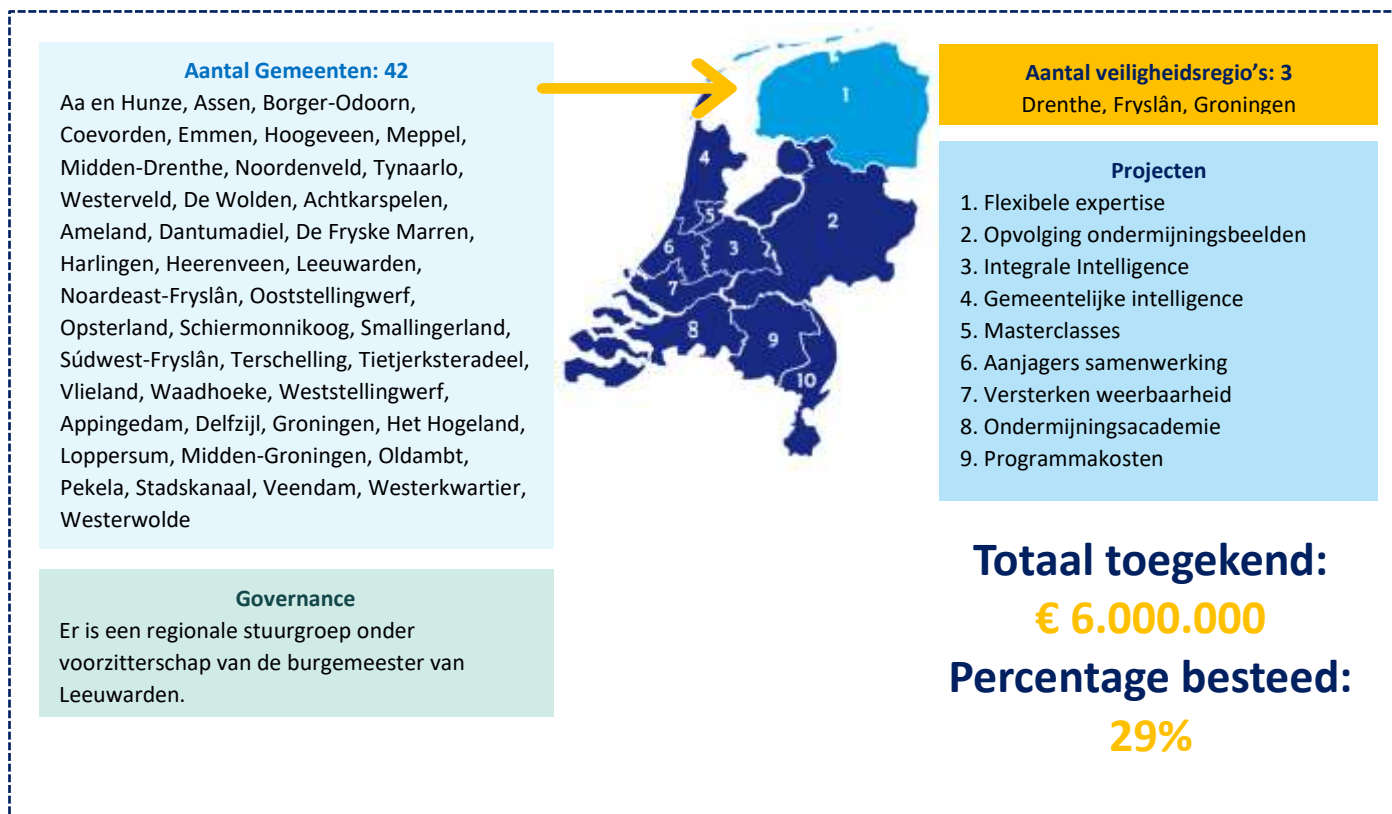 Aantal Gemeenten: 42
Aa en Hunze, Assen, Borger-Odoorn,
Coevorden, Emmen, Hoogeveen, Meppel,
Midden-Drenthe, Noordenveld, Tynaarlo,
Westerveld, De Wolden, Achtkarspelen,
Ameland, Dantumadiel, De Fryske Marren,
Harlingen, Heerenveen, Leeuwarden,
Noardeast-Fryslân, Ooststellingwerf,
Opsterland, Schiermonnikoog, Smallingerland,
Súdwest-Fryslân, Terschelling, Tietjerksteradeel,
Vlieland, Waadhoeke, Weststellingwerf,
Appingedam, Delfzijl, Groningen, Het Hogeland,
Loppersum, Midden-Groningen, Oldambt,
Pekela, Stadskanaal, Veendam, Westerkwartier,
Westerwolde
Governance
Er is een regionale stuurgroep onder
voorzitterschap van de burgemeester van
Leeuwarden.
1
4
5
2
6
3
2
7
8
9
10
Aantal veiligheidsregio's: 3
Drenthe, Fryslân, Groningen
Projecten
1. Flexibele expertise
2. Opvolging ondermijningsbeelden
3. Integrale Intelligence
4. Gemeentelijke intelligence
5. Masterclasses
6. Aanjagers samenwerking
7. Versterken weerbaarheid
8. Ondermijningsacademie
9. Programmakosten
Totaal toegekend:
€ 6.000.000
Percentage besteed:
29%